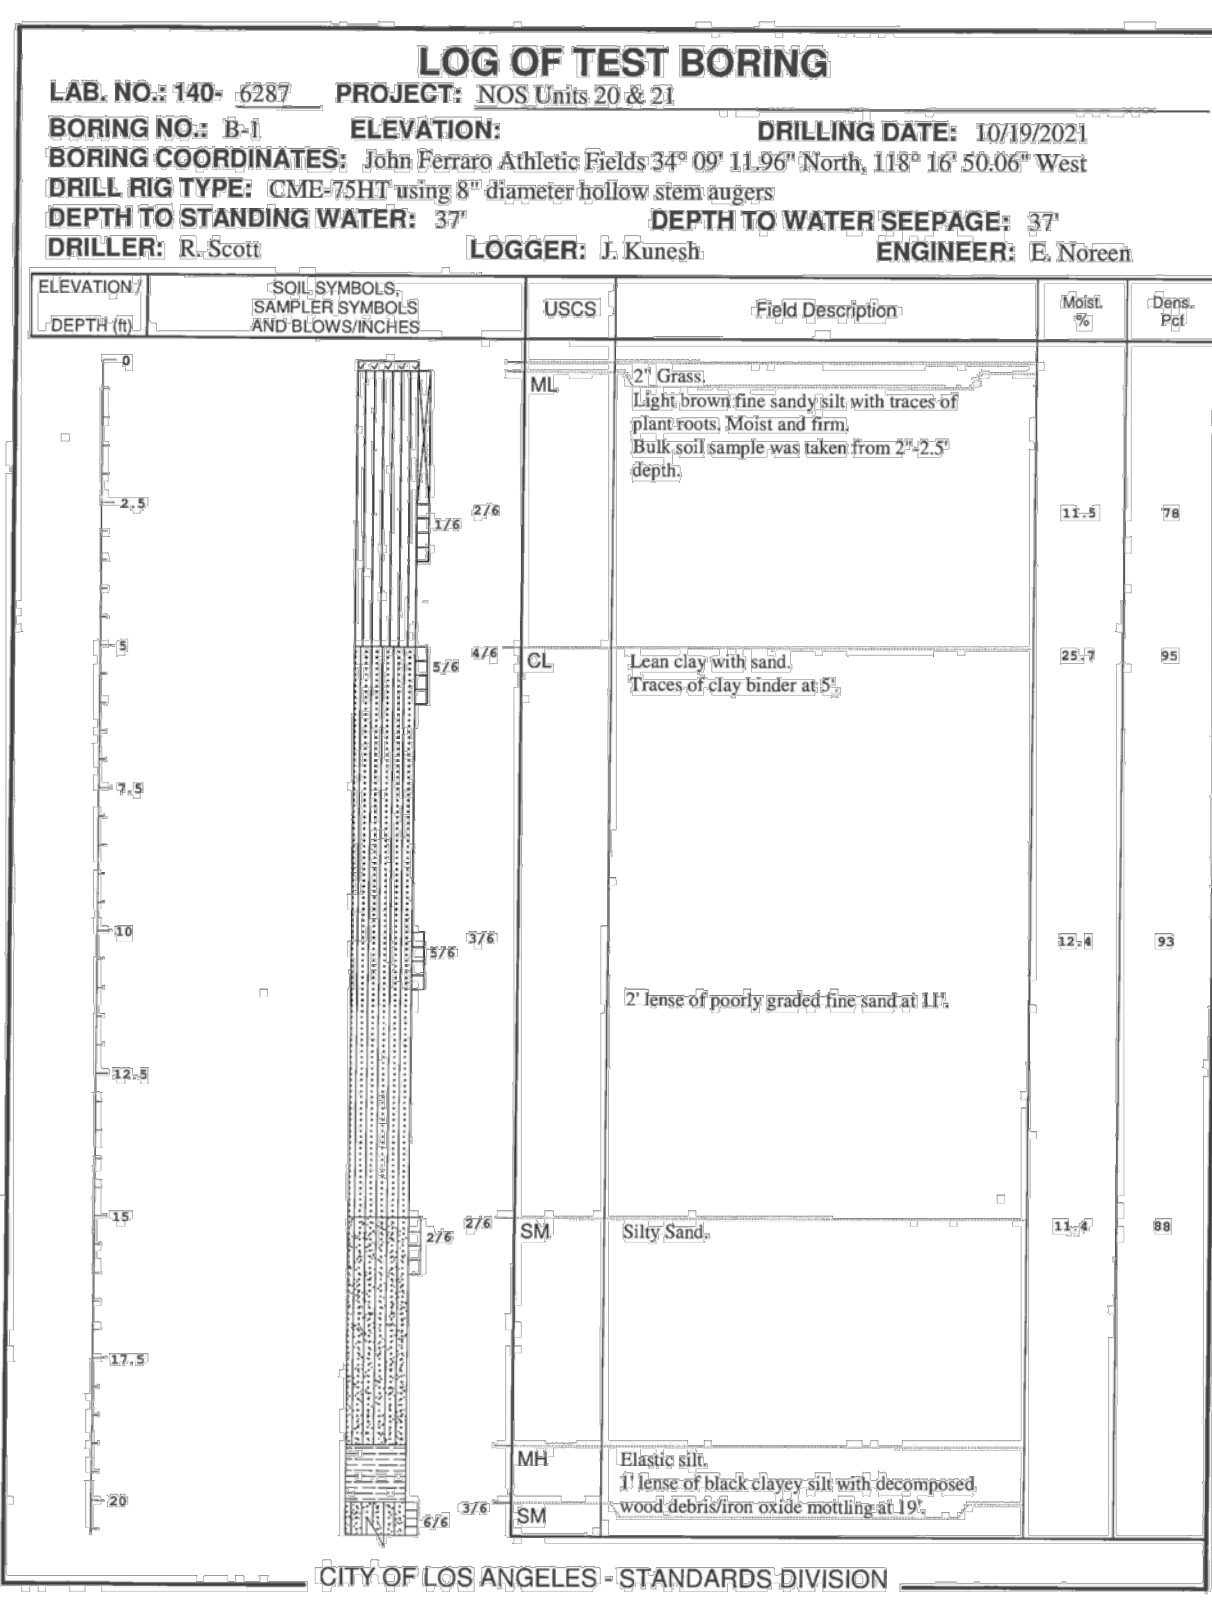 LOG OF TEST BORING
LAB. NO.: 140- 6287 PROJECT: NOS Units 20 & 21
BORING NO.: B-1 ELEVATION: DRILLING DATE: 10/19/2021
BORING COORDINATES: John Ferraro Athletic Fields 34° 09' 11.96" North, 118° 16' 50.06" West
DRILL RIG TYPE: CME-75HT using 8" diameter hollow stem augers
DEPTH TO STANDING WATER: 37' DEPTH TO WATER SEEPAGE: 37'
DRILLER: R. Scott LOGGER: J. Kunesh ENGINEER: E. Noreen
ELEVATION /
DEPTH (ft)
SOIL SYMBOLS,
SAMPLER SYMBOLS
AND BLOWS/INCHES
USCS
Field Description
Moist.
%
Dens.
Pcf
0
ML
2" Grass.
Light brown fine sandy silt with traces of
plant roots. Moist and firm.
Bulk soil sample was taken from 2"-2.5'
depth.
2.5
1/6 2/6 11.5 78
5
5/6 4/6 CL 25.7 95
Lean clay with sand.
Traces of clay binder at 5'.
7.5
10
5/6 3/6 12.4 93
2' lense of poorly graded fine sand at 11'.
12.5
15
2/6 2/6 SM Silty Sand. 11.4 88
17.5
MH Elastic silt.
1' lense of black clayey silt with decomposed
wood debris/iron oxide mottling at 19'.
20
6/6 3/6 SM
CITY OF LOS ANGELES - STANDARDS DIVISION